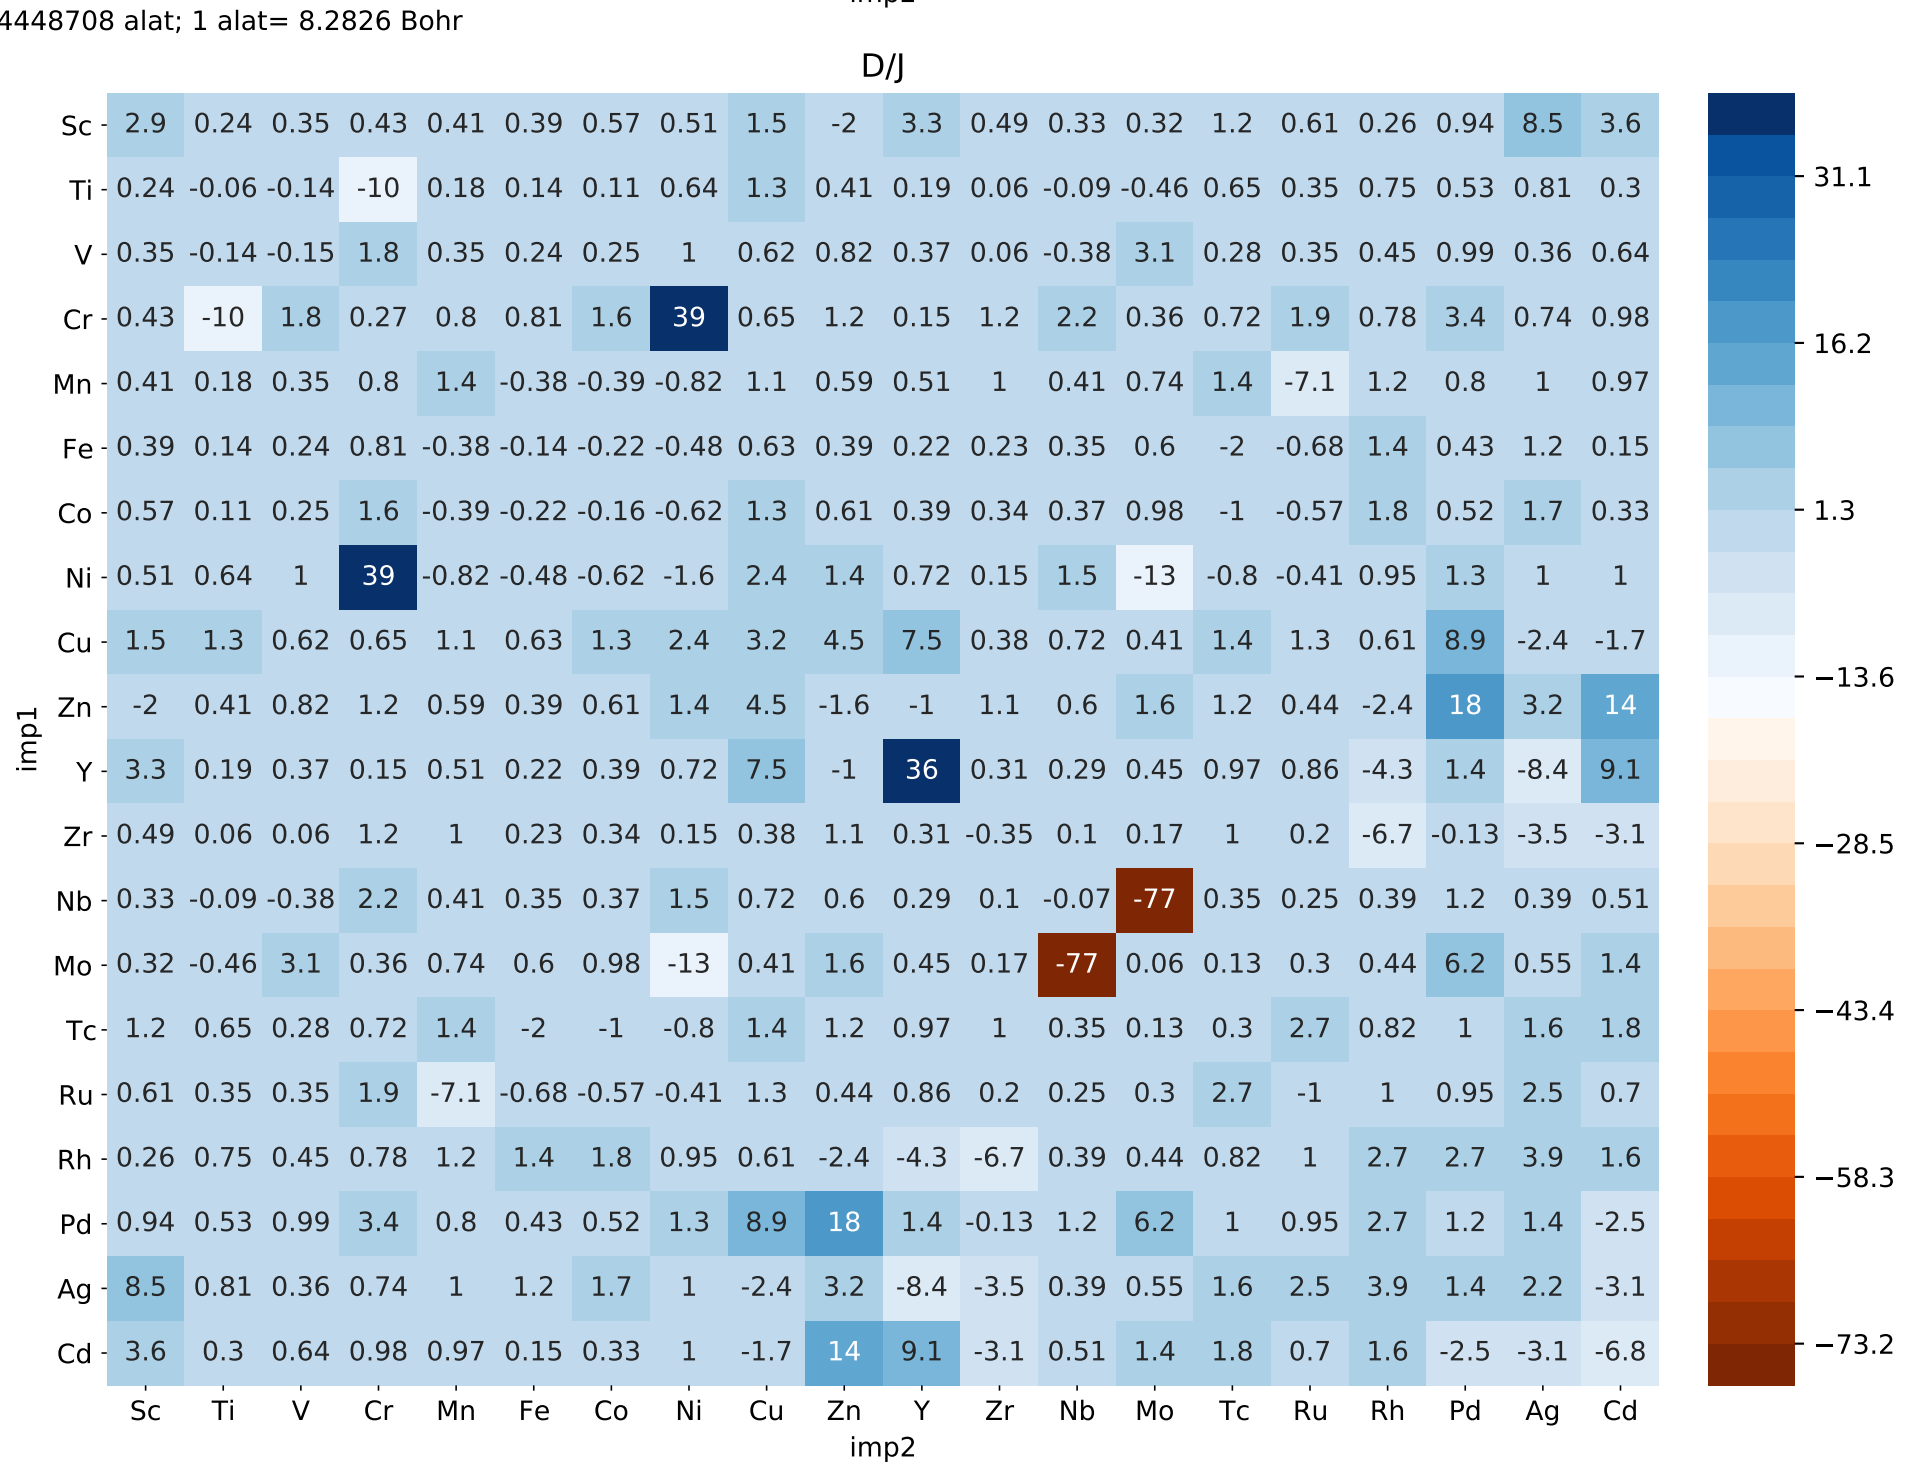 4448708 alat; 1 alat= 8.2826 Bohr
D/J
Sc 2.9 0.24 0.35 0.43 0.41 0.39 0.57 0.51 1.5 -2 3.3 0.49 0.33 0.32 1.2 0.61 0.26 0.94 8.5 3.6
Ti 0.24 -0.06 -0.14 -10 0.18 0.14 0.11 0.64 1.3 0.41 0.19 0.06 -0.09 -0.46 0.65 0.35 0.75 0.53 0.81 0.3
V 0.35 -0.14 -0.15 1.8 0.35 0.24 0.25 1 0.62 0.82 0.37 0.06 -0.38 3.1 0.28 0.35 0.45 0.99 0.36 0.64
Cr 0.43 -10 1.8 0.27 0.8 0.81 1.6 39 0.65 1.2 0.15 1.2 2.2 0.36 0.72 1.9 0.78 3.4 0.74 0.98
Mn 0.41 0.18 0.35 0.8 1.4 -0.38 -0.39 -0.82 1.1 0.59 0.51 1 0.41 0.74 1.4 -7.1 1.2 0.8 1 0.97
Fe 0.39 0.14 0.24 0.81 -0.38 -0.14 -0.22 -0.48 0.63 0.39 0.22 0.23 0.35 0.6 -2 -0.68 1.4 0.43 1.2 0.15
Co 0.57 0.11 0.25 1.6 -0.39 -0.22 -0.16 -0.62 1.3 0.61 0.39 0.34 0.37 0.98 -1 -0.57 1.8 0.52 1.7 0.33
Ni 0.51 0.64 1 39 -0.82 -0.48 -0.62 -1.6 2.4 1.4 0.72 0.15 1.5 -13 -0.8 -0.41 0.95 1.3 1 1
Cu 1.5 1.3 0.62 0.65 1.1 0.63 1.3 2.4 3.2 4.5 7.5 0.38 0.72 0.41 1.4 1.3 0.61 8.9 -2.4 -1.7
Zn -2 0.41 0.82 1.2 0.59 0.39 0.61 1.4 4.5 -1.6 -1 1.1 0.6 1.6 1.2 0.44 -2.4 18 3.2 14
Y 3.3 0.19 0.37 0.15 0.51 0.22 0.39 0.72 7.5 -1 36 0.31 0.29 0.45 0.97 0.86 -4.3 1.4 -8.4 9.1
Zr 0.49 0.06 0.06 1.2 1 0.23 0.34 0.15 0.38 1.1 0.31 -0.35 0.1 0.17 1 0.2 -6.7 -0.13 -3.5 -3.1
Nb 0.33 -0.09 -0.38 2.2 0.41 0.35 0.37 1.5 0.72 0.6 0.29 0.1 -0.07 -77 0.35 0.25 0.39 1.2 0.39 0.51
Mo 0.32 -0.46 3.1 0.36 0.74 0.6 0.98 -13 0.41 1.6 0.45 0.17 -77 0.06 0.13 0.3 0.44 6.2 0.55 1.4
Tc 1.2 0.65 0.28 0.72 1.4 -2 -1 -0.8 1.4 1.2 0.97 1 0.35 0.13 0.3 2.7 0.82 1 1.6 1.8
Ru 0.61 0.35 0.35 1.9 -7.1 -0.68 -0.57 -0.41 1.3 0.44 0.86 0.2 0.25 0.3 2.7 -1 1 0.95 2.5 0.7
Rh 0.26 0.75 0.45 0.78 1.2 1.4 1.8 0.95 0.61 -2.4 -4.3 -6.7 0.39 0.44 0.82 1 2.7 2.7 3.9 1.6
Pd 0.94 0.53 0.99 3.4 0.8 0.43 0.52 1.3 8.9 18 1.4 -0.13 1.2 6.2 1 0.95 2.7 1.2 1.4 -2.5
Ag 8.5 0.81 0.36 0.74 1 1.2 1.7 1 -2.4 3.2 -8.4 -3.5 0.39 0.55 1.6 2.5 3.9 1.4 2.2 -3.1
Cd 3.6 0.3 0.64 0.98 0.97 0.15 0.33 1 -1.7 14 9.1 -3.1 0.51 1.4 1.8 0.7 1.6 -2.5 -3.1 -6.8
Sc Ti V Cr Mn Fe Co Ni Cu Zn Y Zr Nb Mo Tc Ru Rh Pd Ag Cd
imp2
imp1
31.1
16.2
1.3
−13.6
−28.5
−43.4
−58.3
−73.2